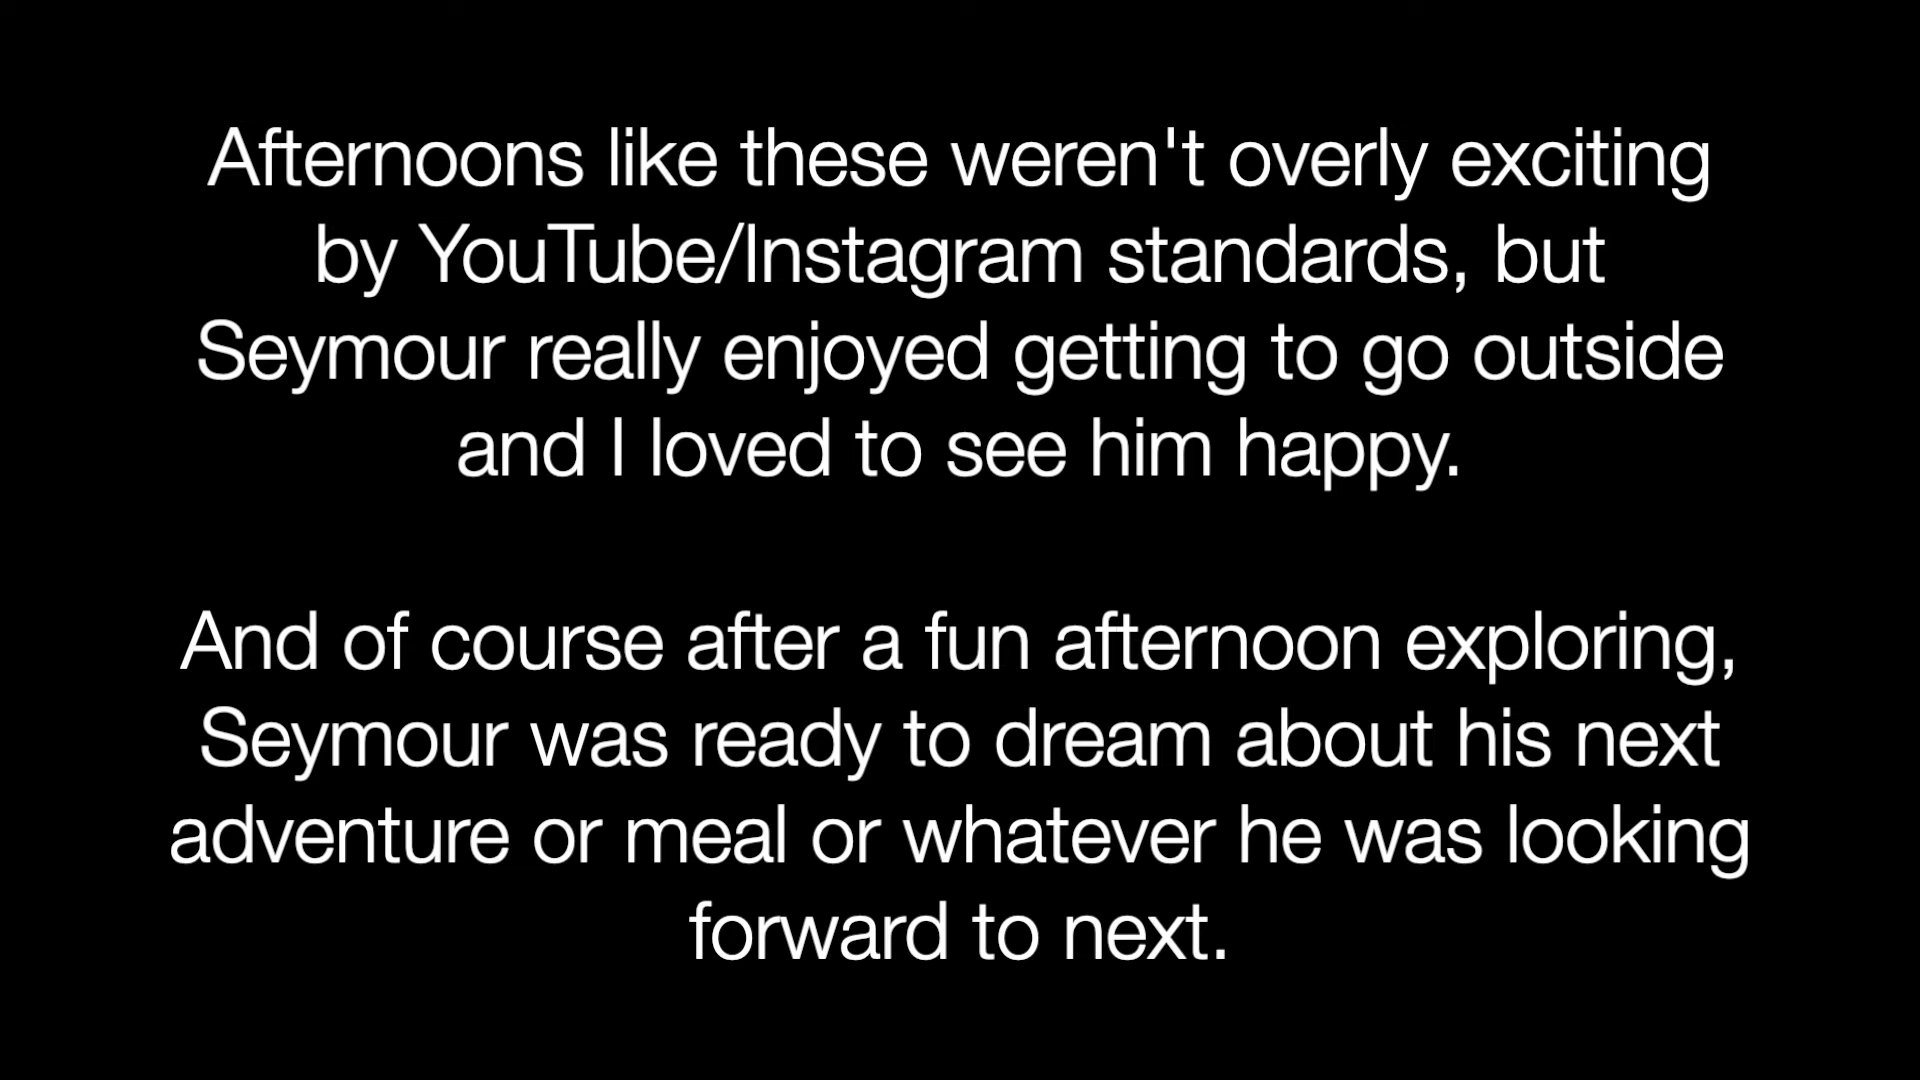 Afternoons like these weren't overly exciting
by YouTube/Instagram standards, but
Seymour really enjoyed getting to go outside
and I loved to see him happy.
And of course after a fun afternoon exploring,
Seymour was ready to dream about his next
adventure or meal or whatever he was looking
forward to next.